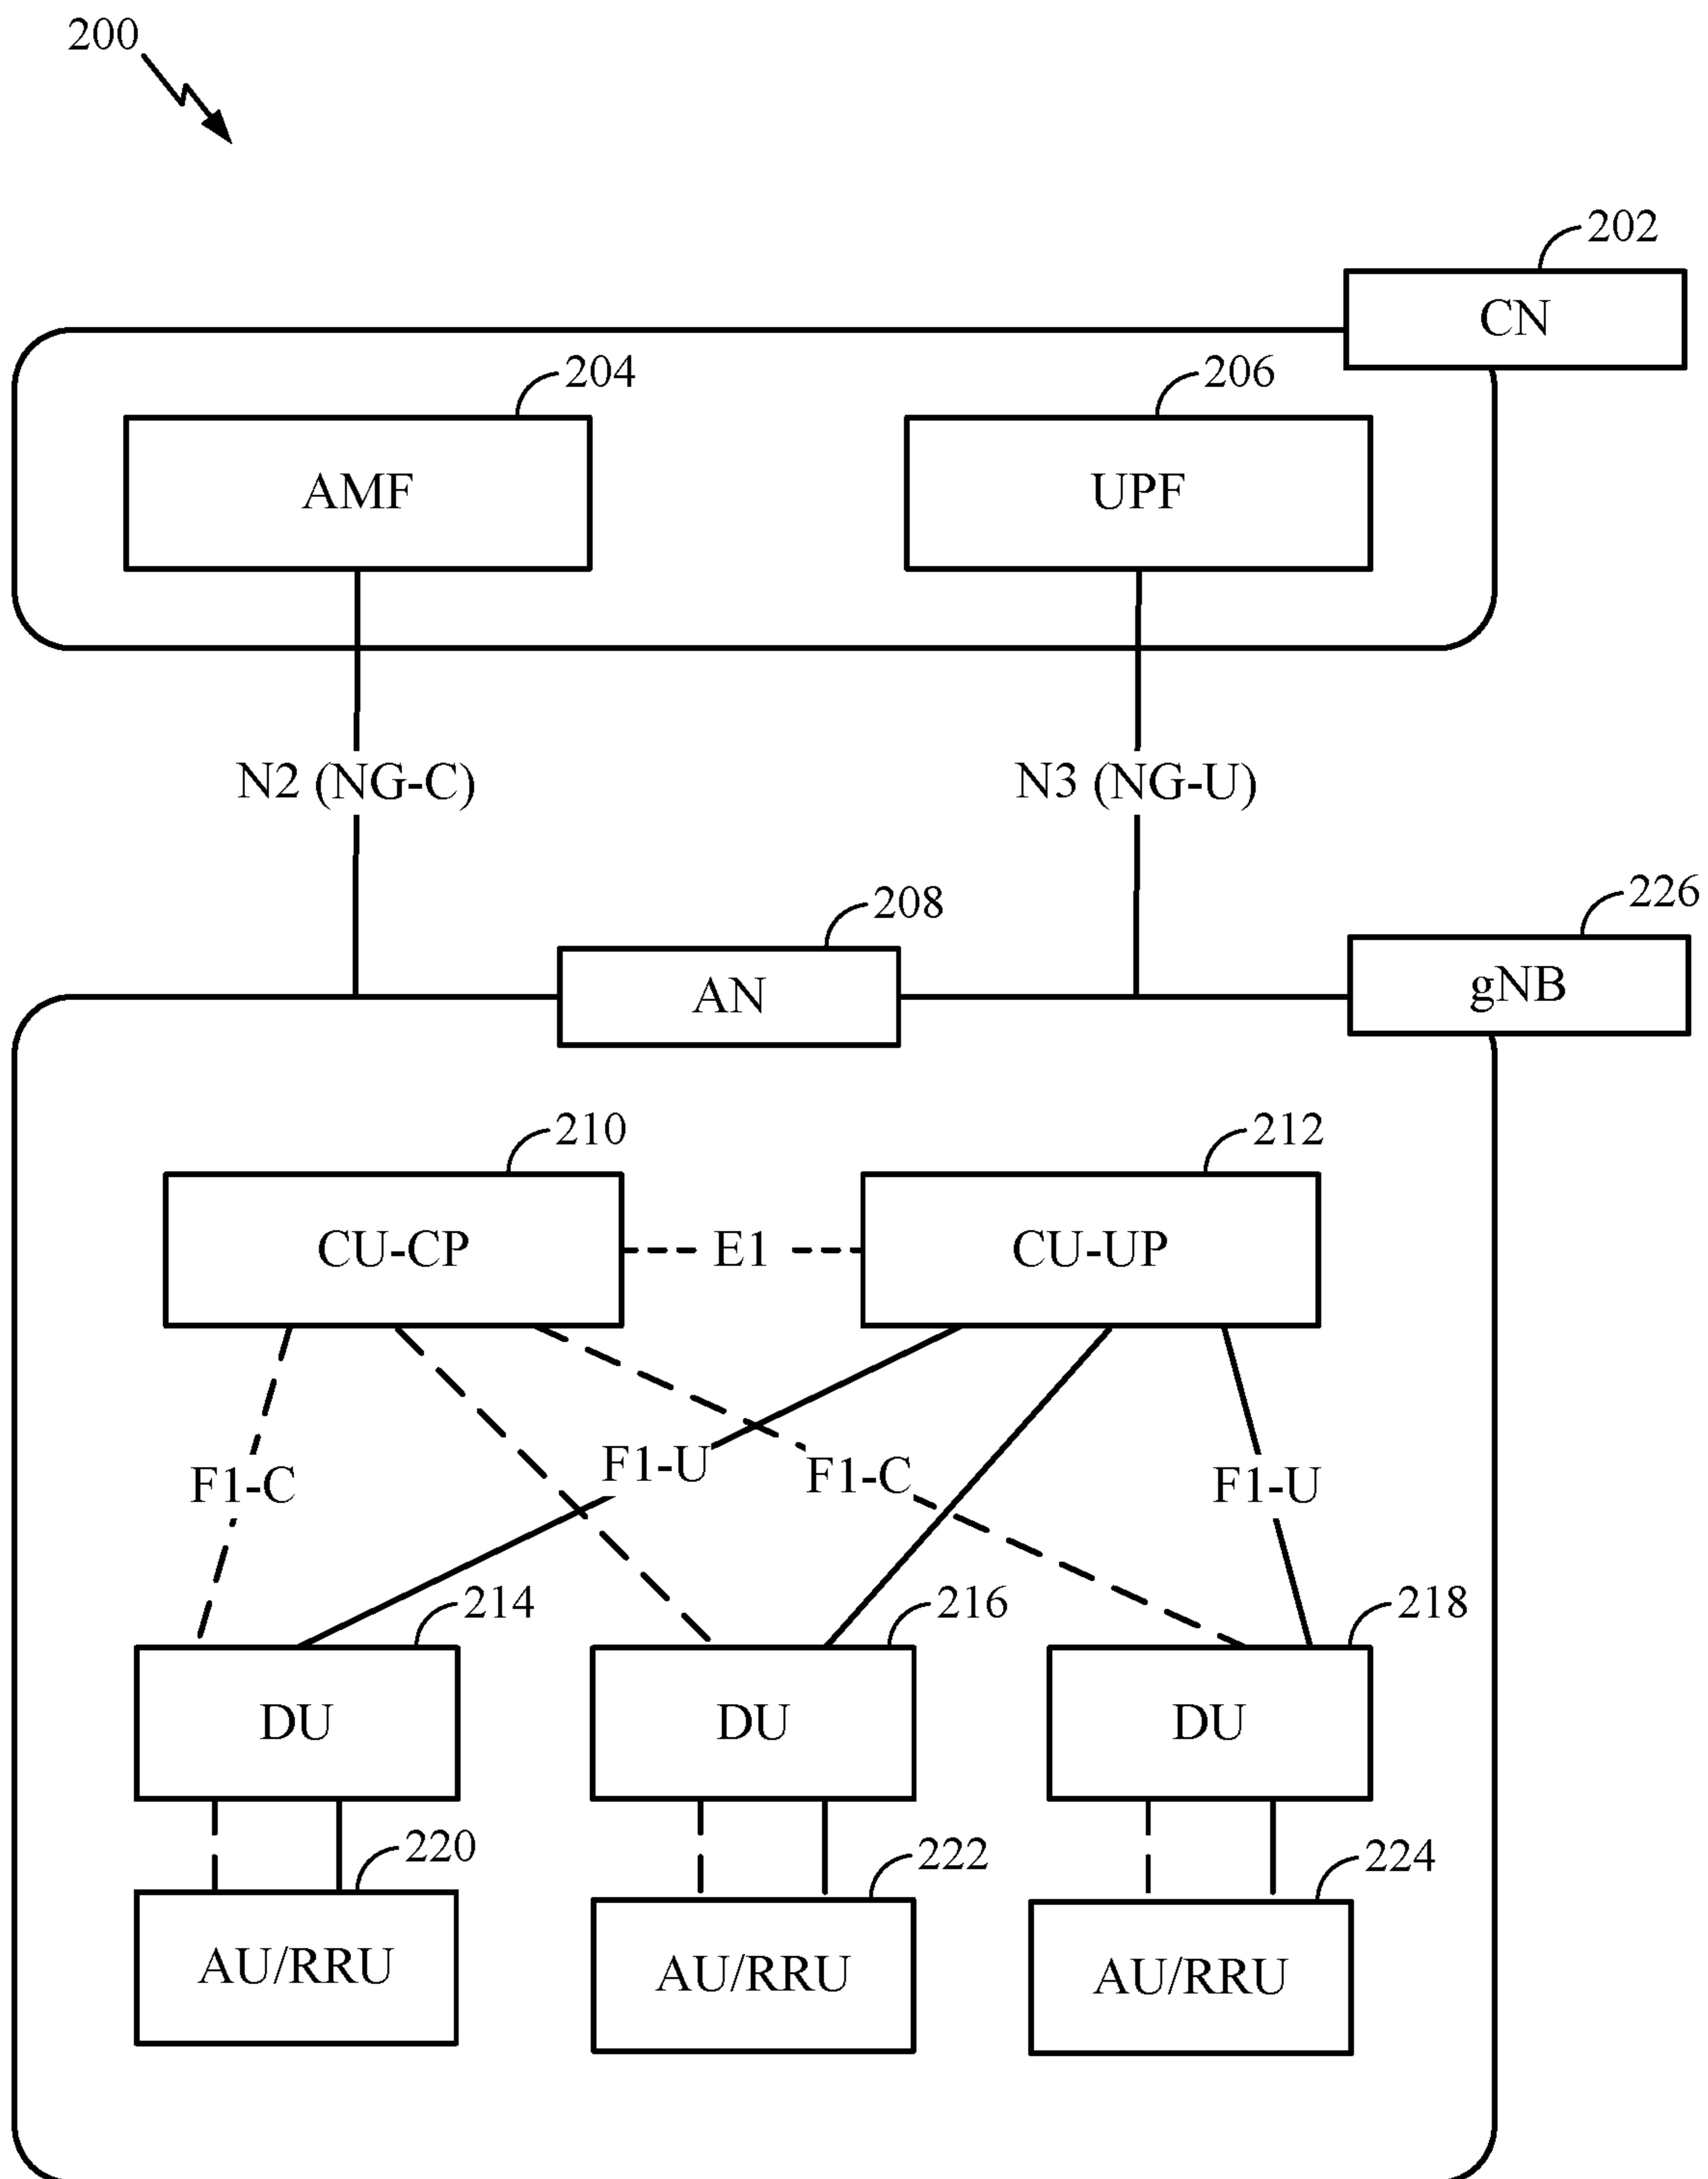 200
202
CN
204
206
AMF
UPF
N2 (NG-C)
N3 (NG-U)
208
226
AN
gNB
210
212
CU-CP
E1
CU-UP
F1-C
F1-U
F1-C
F1-U
214
216
218
DU
DU
DU
220
222
224
AU/RRU
AU/RRU
AU/RRU